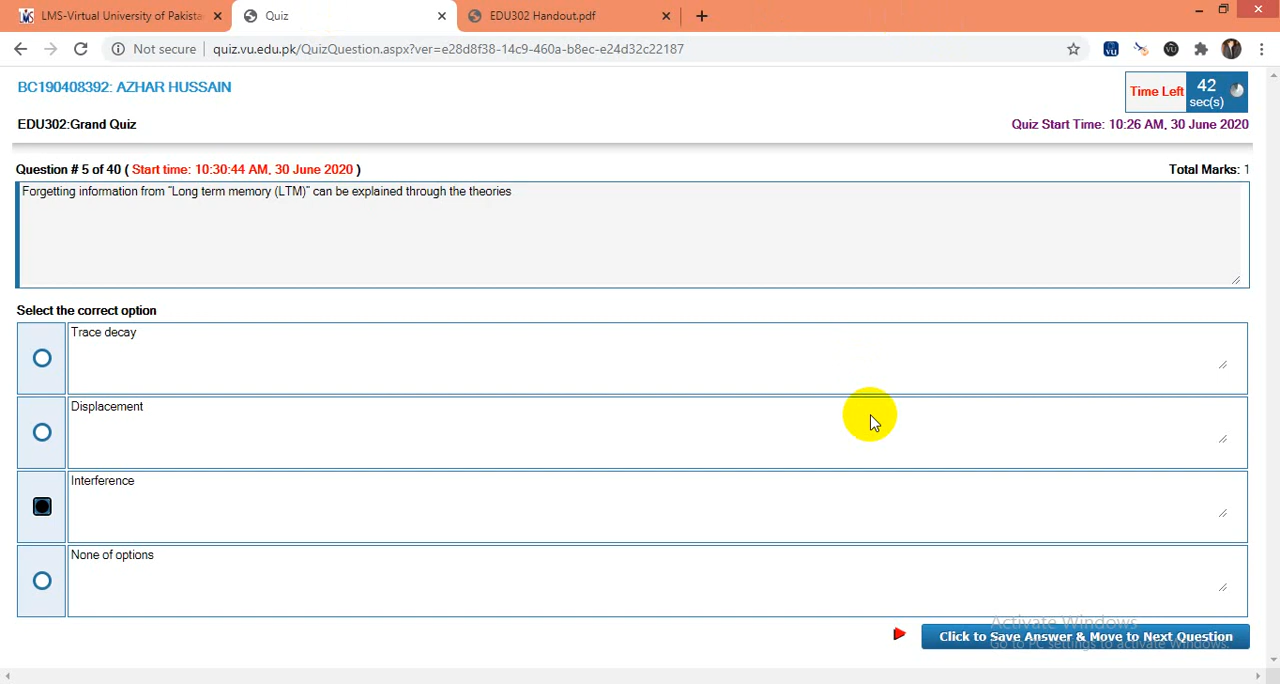 LMS-Virtual University of Pakista
Quiz
EDU302 Handout.pdf
Not secure
quiz.vu.edu.pk/QuizQuestion.aspx?ver=e28d8f38-14c9-460a-b8ec-e24d32c22187
BC190408392: AZHAR HUSSAIN
Time Left
42
sec(s)
EDU302:Grand Quiz
Quiz Start Time: 10:26 AM, 30 June 2020
Question # 5 of 40 ( Start time: 10:30:44 AM, 30 June 2020 )
Total Marks: 1
Forgetting information from "Long term memory (LTM)" can be explained through the theories
Select the correct option
Trace decay
Displacement
Interference
None of options
Click to Save Answer & Move to Next Question
Activate Windows
Go to PC settings to activate Windows.